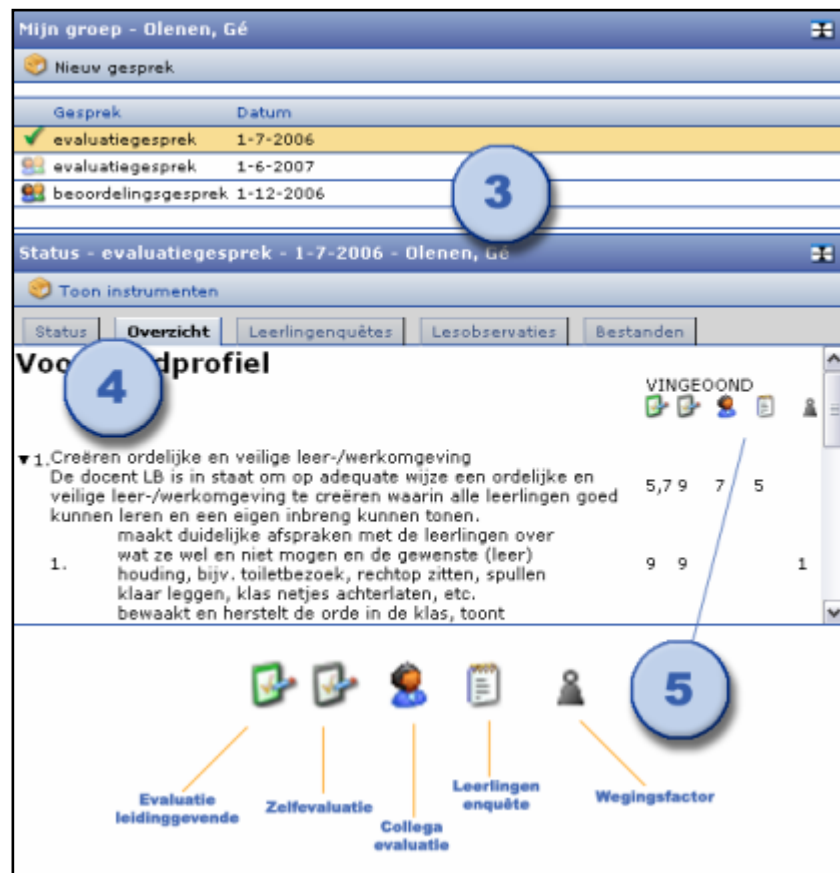 Mijn groep - Olenen, Gé
Nieuw gesprek
Gesprek Datum
evaluatiegesprek 1-7-2006
evaluatiegesprek 1-6-2007
beoordelingsgesprek 1-12-2006
3
Status - evaluatiegesprek - 1-7-2006 - Olenen, Gé
Toon instrumenten
Status Overzicht Leerlingenquêtes Lesobservaties Bestanden
4
VINGEOOND
1. Creëren ordelijke en veilige leer-/werkomgeving
De docent LB is in staat om op adequate wijze een ordelijke en
veilige leer-/werkomgeving te creëren waarin alle leerlingen goed
kunnen leren en een eigen inbreng kunnen tonen.
5,7 9 7 5
maakt duidelijke afspraken met de leerlingen over
wat ze wel en niet mogen en de gewenste (leer)
1. houding, bijv. toiletbezoek, rechtop zitten, spullen
klaar leggen, klas netjes achterlaten, etc.
9 9 1
bewaakt en herstelt de orde in de klas, toont
5
Evaluatie
leidinggevende
Zelfevaluatie
Collega
evaluatie
Leerlingen
enquête
Wegingsfactor